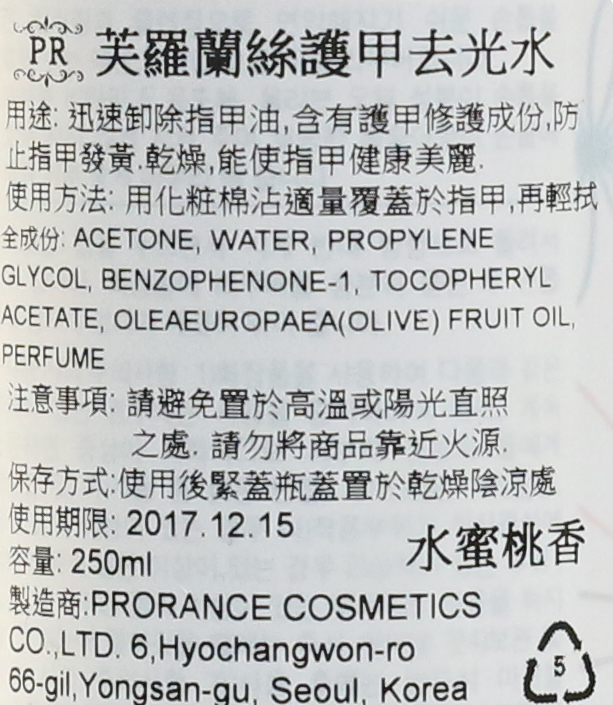 PR 芙羅蘭絲護甲去光水
用途: 迅速卸除指甲油,含有護甲修護成份,防
止指甲發黃.乾燥,能使指甲健康美麗.
使用方法: 用化粧棉沾適量覆蓋於指甲,再輕拭
全成份: ACETONE, WATER, PROPYLENE
GLYCOL, BENZOPHENONE-1, TOCOPHERYL
ACETATE, OLEAEUROPAEA(OLIVE) FRUIT OIL,
PERFUME
注意事項: 請避免置於高溫或陽光直照
之處. 請勿將商品靠近火源.
保存方式:使用後緊蓋瓶蓋置於乾燥陰涼處
使用期限: 2017.12.15
水蜜桃香
容量: 250ml
製造商:PRORANCE COSMETICS
CO.,LTD. 6,Hyochangwon-ro
66-gil,Yongsan-gu, Seoul, Korea
5